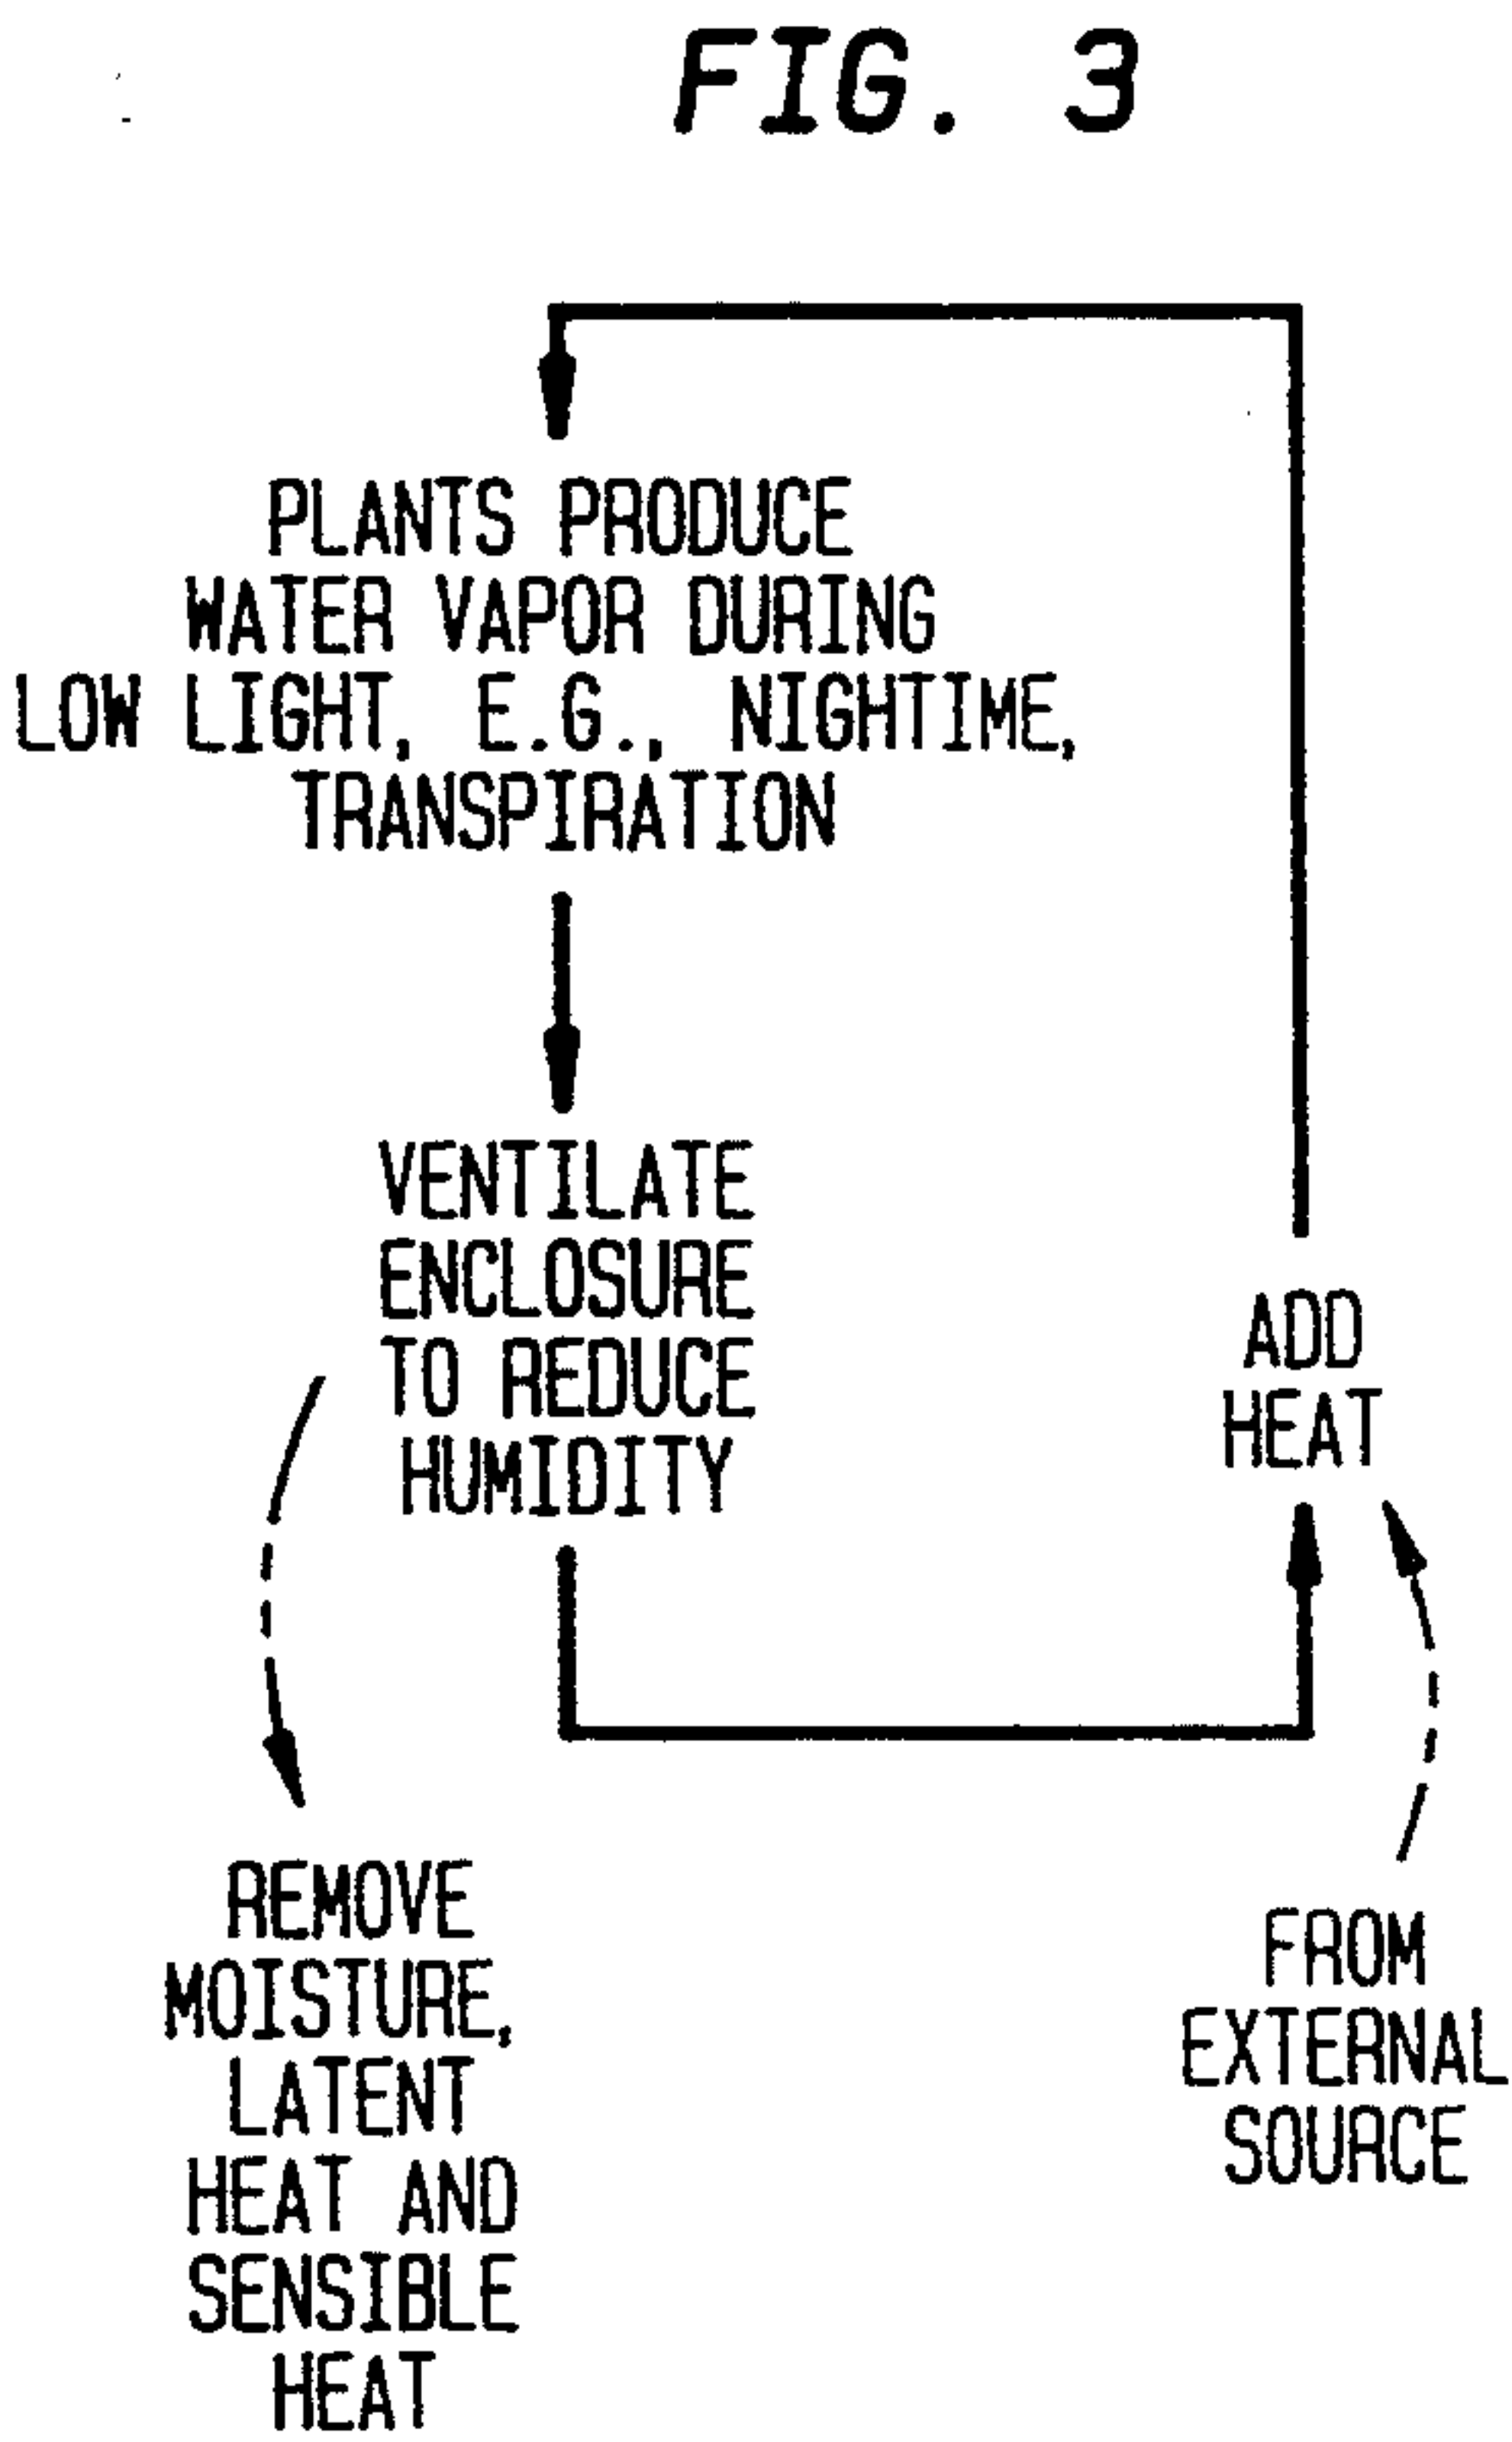 FIG. 3
PLANTS PRODUCE
WATER VAPOR DURING
LOW LIGHT, E.G., NIGHTIME,
TRANSPIRATION
VENTILATE
ENCLOSURE
TO REDUCE
HUMIDITY
ADD
HEAT
REMOVE
MOISTURE,
LATENT
HEAT AND
SENSIBLE
HEAT
FROM
EXTERNAL
SOURCE